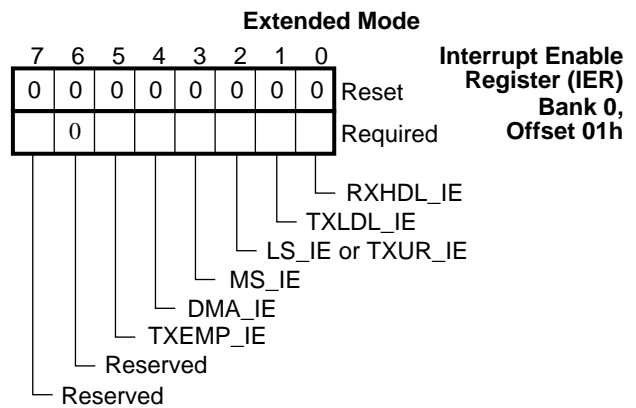 Extended Mode
7 6 5 4 3 2 1 0
Interrupt Enable
Register (IER)
Bank 0,
Offset 01h
0 0 0 0 0 0 0 0 Reset
0 Required
RXHDL_IE
TXLDL_IE
LS_IE or TXUR_IE
MS_IE
DMA_IE
TXEMP_IE
Reserved
Reserved